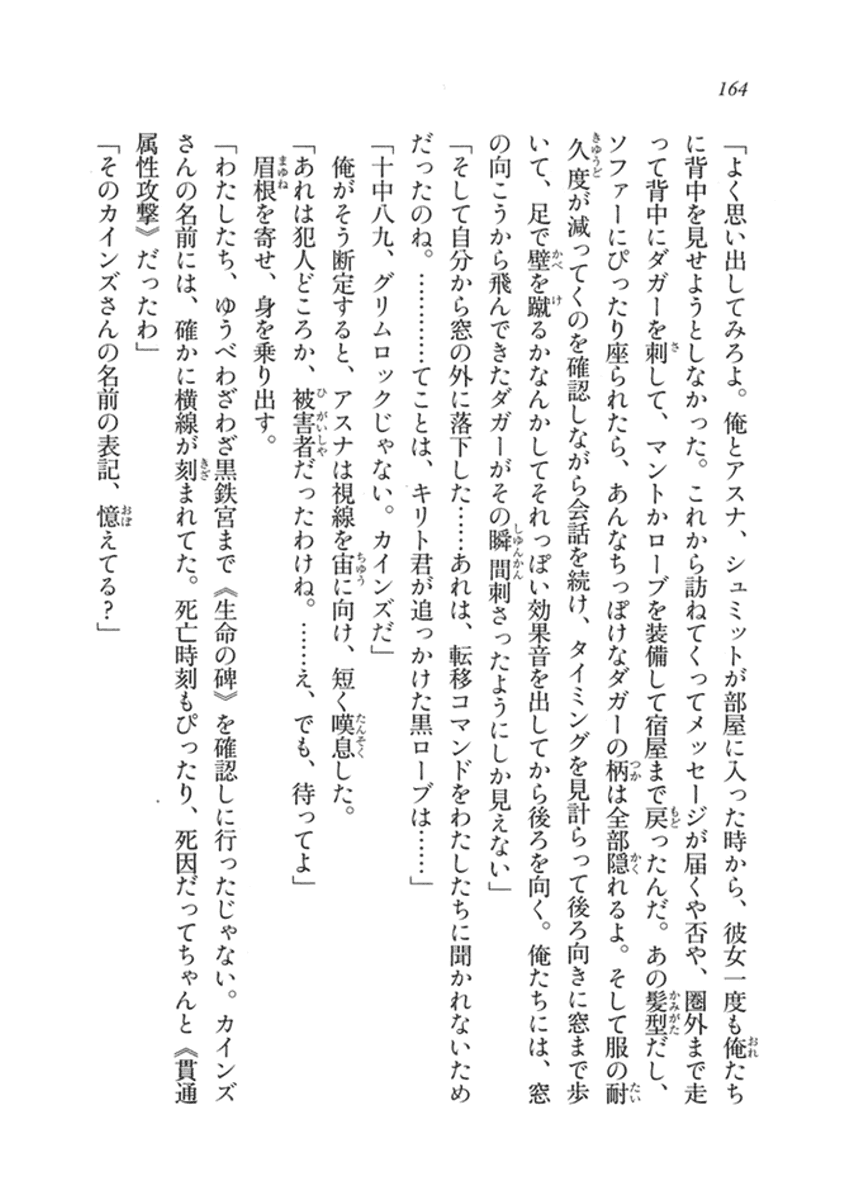 164
「よく思い出してみろよ。俺とアスナ、シュミットが部屋に入った時から、彼女一度も俺たち
に背中を見せようとしなかった。これから訪ねてくってメッセージが届くや否や、圏外まで走
って背中にダガーを刺して、マントかローブを装備して宿屋まで戻ったんだ。あの髪型だし、
ソファーにぴったり座られたら、あんなちっぽけなダガーの柄は全部隠れるよ。そして服の耐
久度が減ってくのを確認しながら会話を続け、タイミングを見計らって後ろ向きに窓まで歩
いて、足で壁を蹴るかなんかしてそれっぽい効果音を出してから後ろを向く。俺たちには、窓
の向こうから飛んできたダガーがその瞬間刺さったようにしか見えない」
「そして自分から窓の外に落下した……あれは、転移コマンドをわたしたちに聞かれないため
だったのね。…………てことは、キリト君が追っかけた黒ローブは……」
「十中八九、グリムロックじゃない。カインズだ」
俺がそう断定すると、アスナは視線を宙に向け、短く嘆息した。
「あれは犯人どころか、被害者だったわけね。……え、でも、待ってよ」
眉根を寄せ、身を乗り出す。
「わたしたち、ゆうべわざわざ黒鉄宮まで《生命の碑》を確認しに行ったじゃない。カインズ
さんの名前には、確かに横線が刻まれてた。死亡時刻もぴったり、死因だってちゃんと《貫通
属性攻撃》だったわ」
「そのカインズさんの名前の表記、憶えてる?」